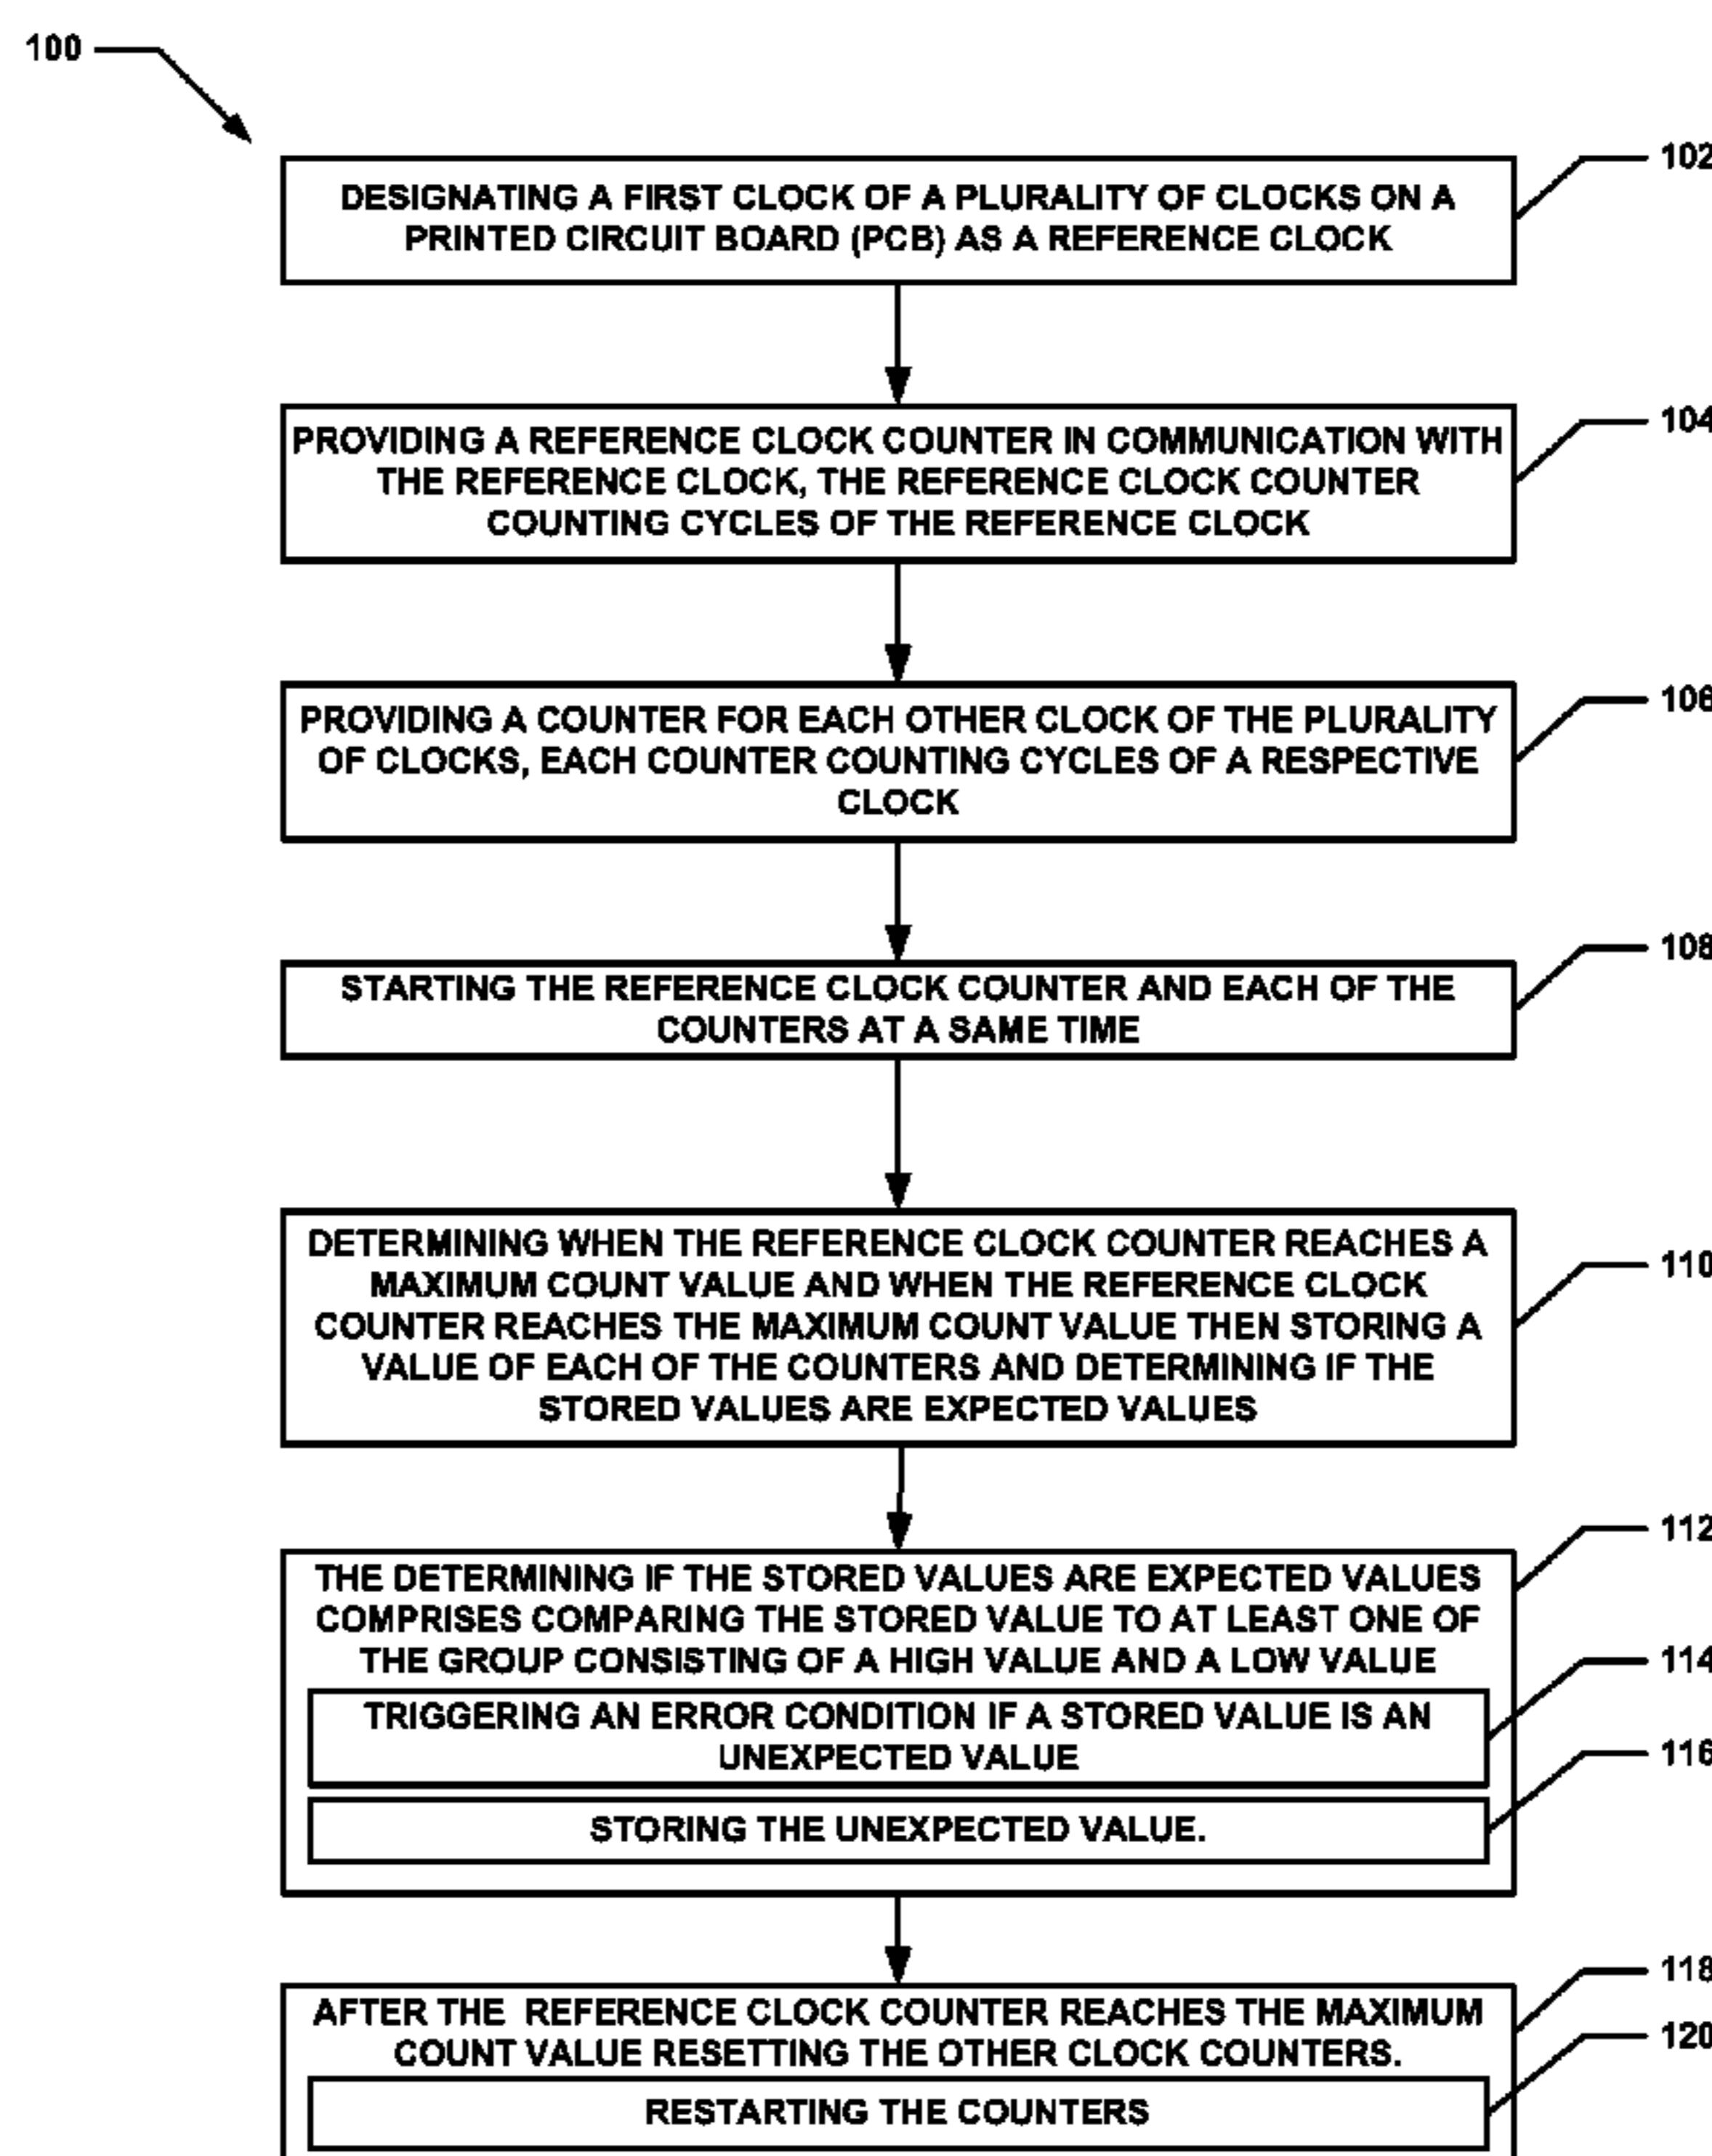 100
102
DESIGNATING A FIRST CLOCK OF A PLURALITY OF CLOCKS ON A
PRINTED CIRCUIT BOARD (PCB) AS A REFERENCE CLOCK
104
PROVIDING A REFERENCE CLOCK COUNTER IN COMMUNICATION WITH
THE REFERENCE CLOCK, THE REFERENCE CLOCK COUNTER
COUNTING CYCLES OF THE REFERENCE CLOCK
106
PROVIDING A COUNTER FOR EACH OTHER CLOCK OF THE PLURALITY
OF CLOCKS, EACH COUNTER COUNTING CYCLES OF A RESPECTIVE
CLOCK
108
STARTING THE REFERENCE CLOCK COUNTER AND EACH OF THE
COUNTERS AT A SAME TIME
110
DETERMINING WHEN THE REFERENCE CLOCK COUNTER REACHES A
MAXIMUM COUNT VALUE AND WHEN THE REFERENCE CLOCK
COUNTER REACHES THE MAXIMUM COUNT VALUE THEN STORING A
VALUE OF EACH OF THE COUNTERS AND DETERMINING IF THE
STORED VALUES ARE EXPECTED VALUES
112
THE DETERMINING IF THE STORED VALUES ARE EXPECTED VALUES
COMPRISES COMPARING THE STORED VALUE TO AT LEAST ONE OF
THE GROUP CONSISTING OF A HIGH VALUE AND A LOW VALUE
114
TRIGGERING AN ERROR CONDITION IF A STORED VALUE IS AN
UNEXPECTED VALUE
116
STORING THE UNEXPECTED VALUE.
118
AFTER THE REFERENCE CLOCK COUNTER REACHES THE MAXIMUM
COUNT VALUE RESETTING THE OTHER CLOCK COUNTERS.
120
RESTARTING THE COUNTERS